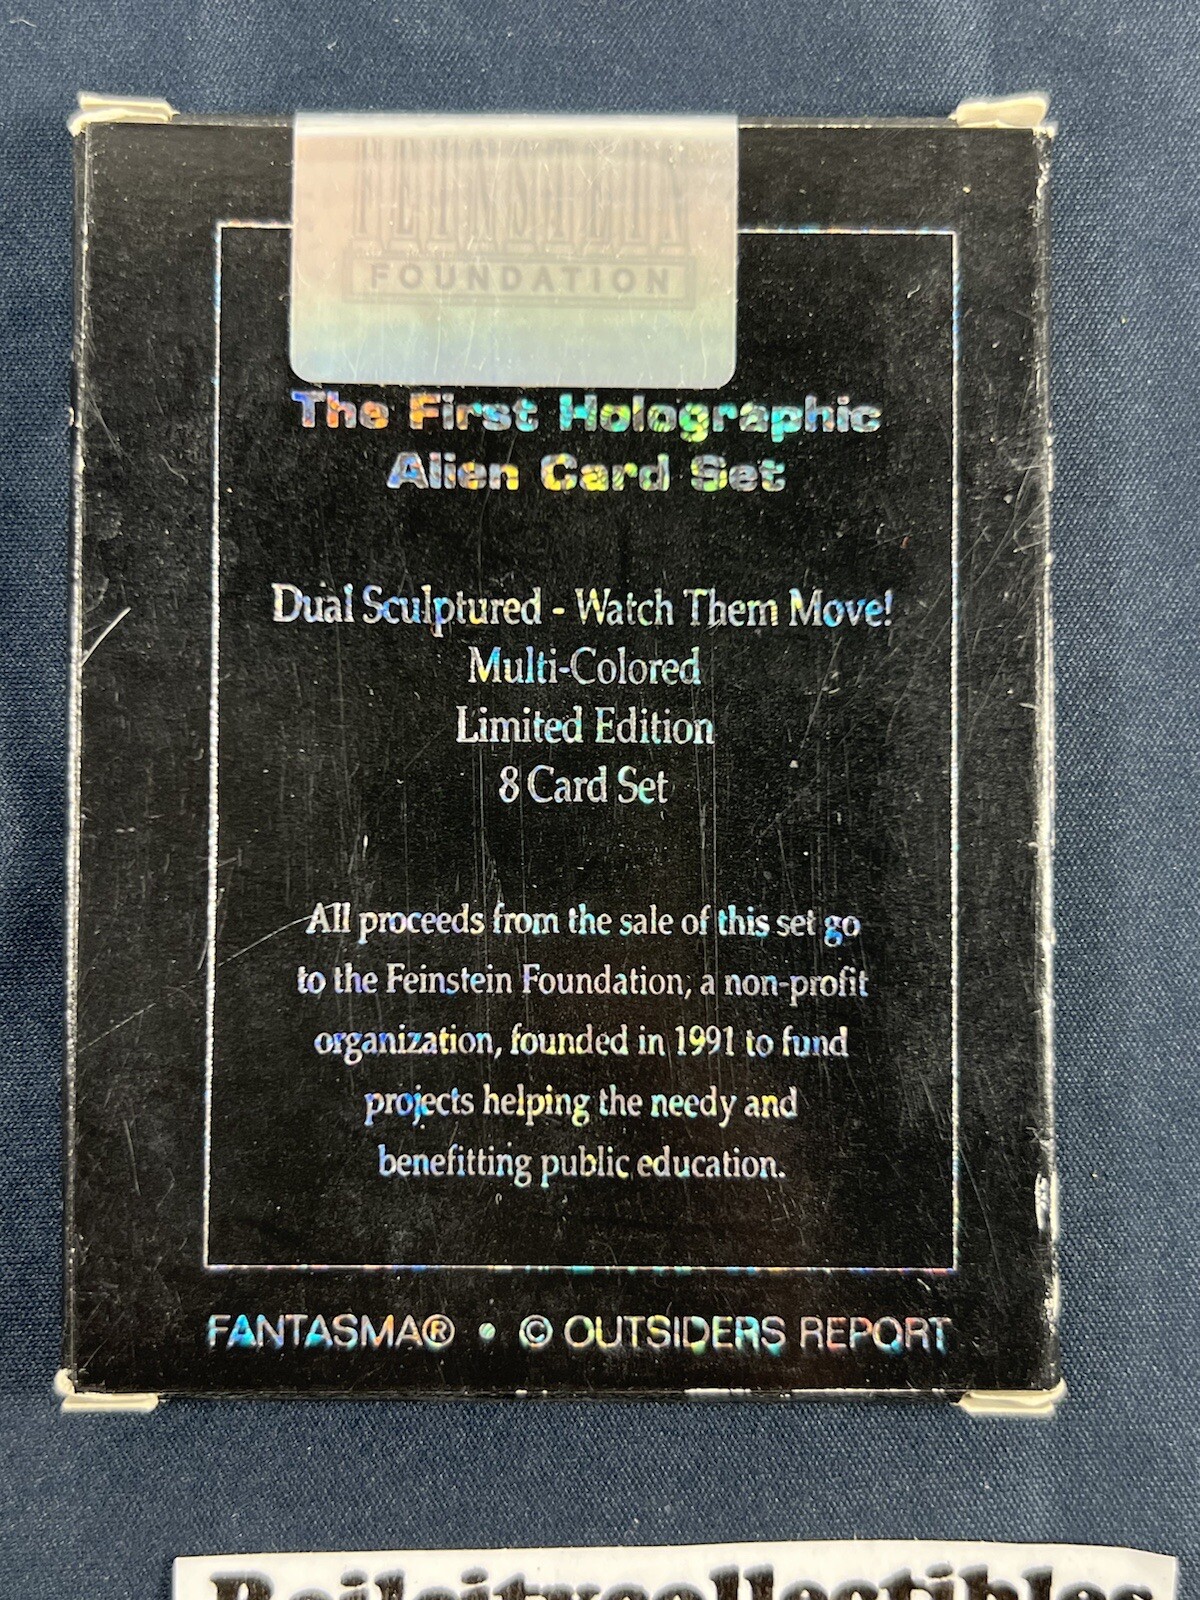 FEINSTEIN
FOUNDATION
The First Holographic
Alien Card Set
Dual Sculptured - Watch Them Move!
Multi-Colored
Limited Edition
8 Card Set
All proceeds from the sale of this set go
to the Feinstein Foundation, a non-profit
organization, founded in 1991 to fund
projects helping the needy and
benefitting public education.
FANTASMA® • © OUTSIDERS REPORT